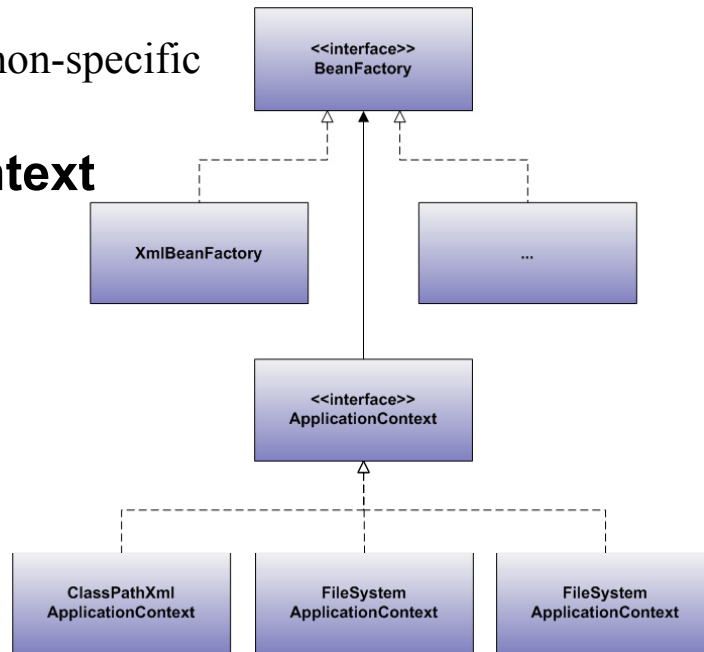 non-specific
ntext
<<interface>>
BeanFactory
XmlBeanFactory
...
<<interface>>
ApplicationContext
ClassPathXml
ApplicationContext
FileSystem
ApplicationContext
FileSystem
ApplicationContext